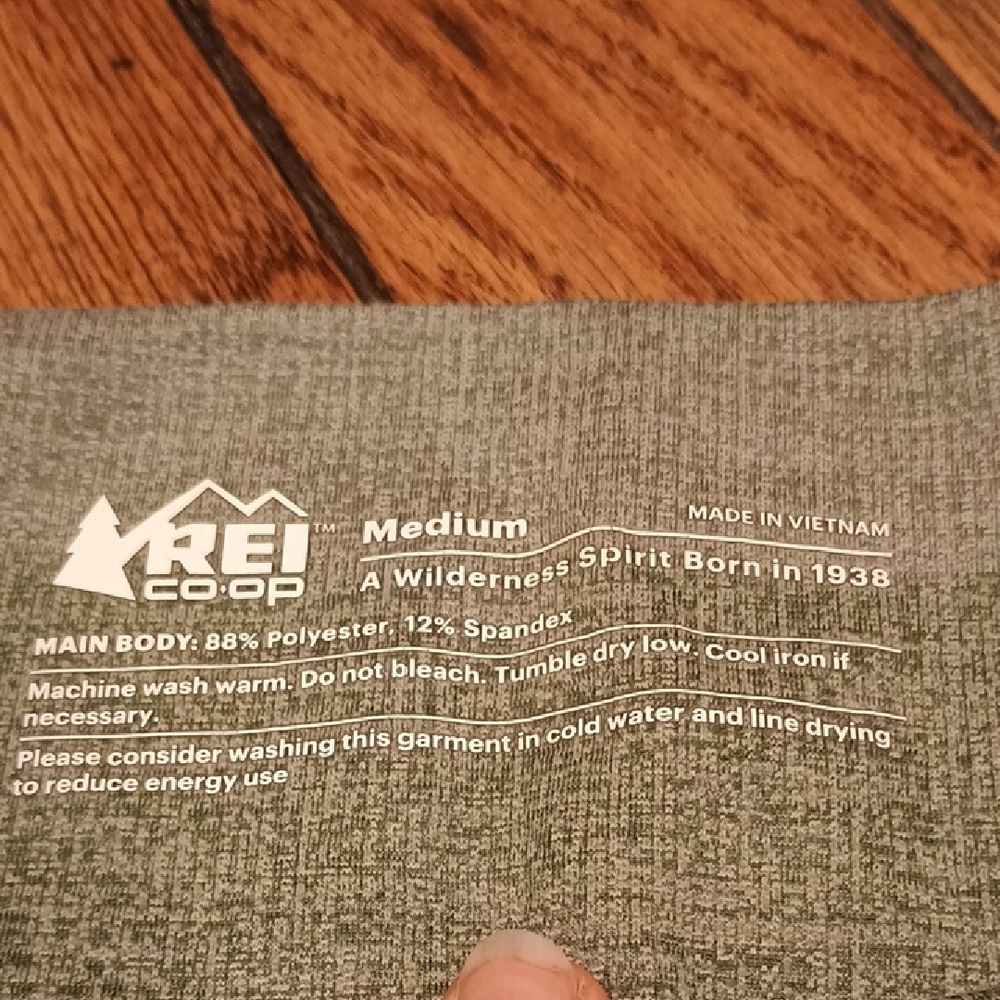 REI™
CO·OP
Medium
MADE IN VIETNAM
A Wilderness Spirit Born in 1938
MAIN BODY: 88% Polyester, 12% Spandex
Machine wash warm. Do not bleach. Tumble dry low. Cool iron if
necessary.
Please consider washing this garment in cold water and line drying
to reduce energy use